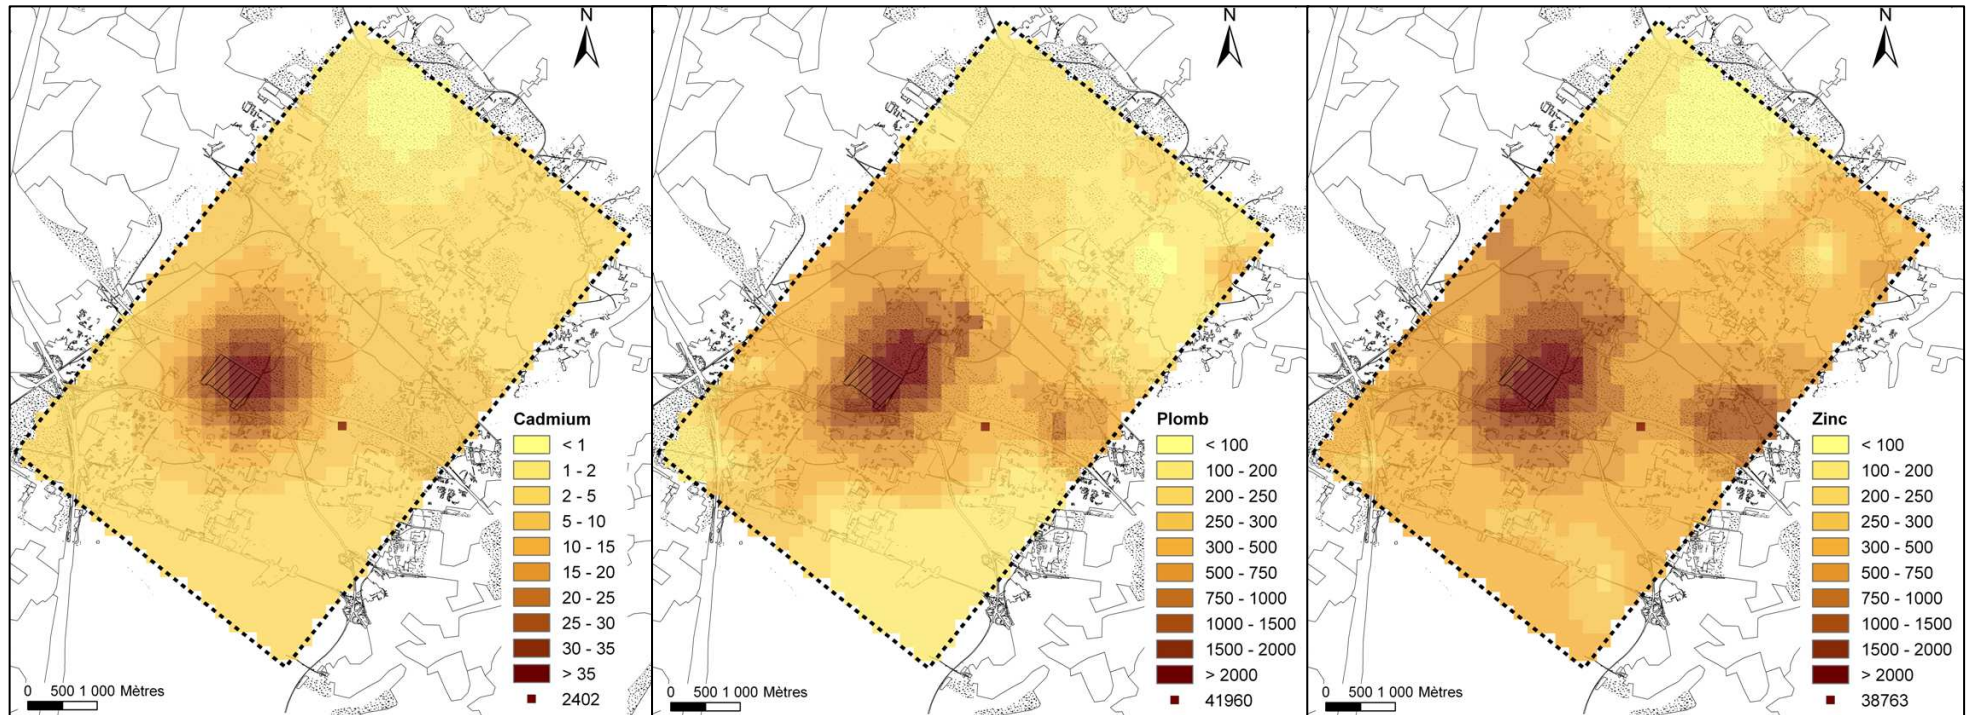 N
Cadmium
< 1
1 - 2
2 - 5
5 - 10
10 - 15
15 - 20
20 - 25
25 - 30
30 - 35
> 35
2402
0 500 1 000 Mètres
N
Plomb
< 100
100 - 200
200 - 250
250 - 300
300 - 500
500 - 750
750 - 1000
1000 - 1500
1500 - 2000
> 2000
41960
0 500 1 000 Mètres
N
Zinc
< 100
100 - 200
200 - 250
250 - 300
300 - 500
500 - 750
750 - 1000
1000 - 1500
1500 - 2000
> 2000
38763
0 500 1 000 Mètres